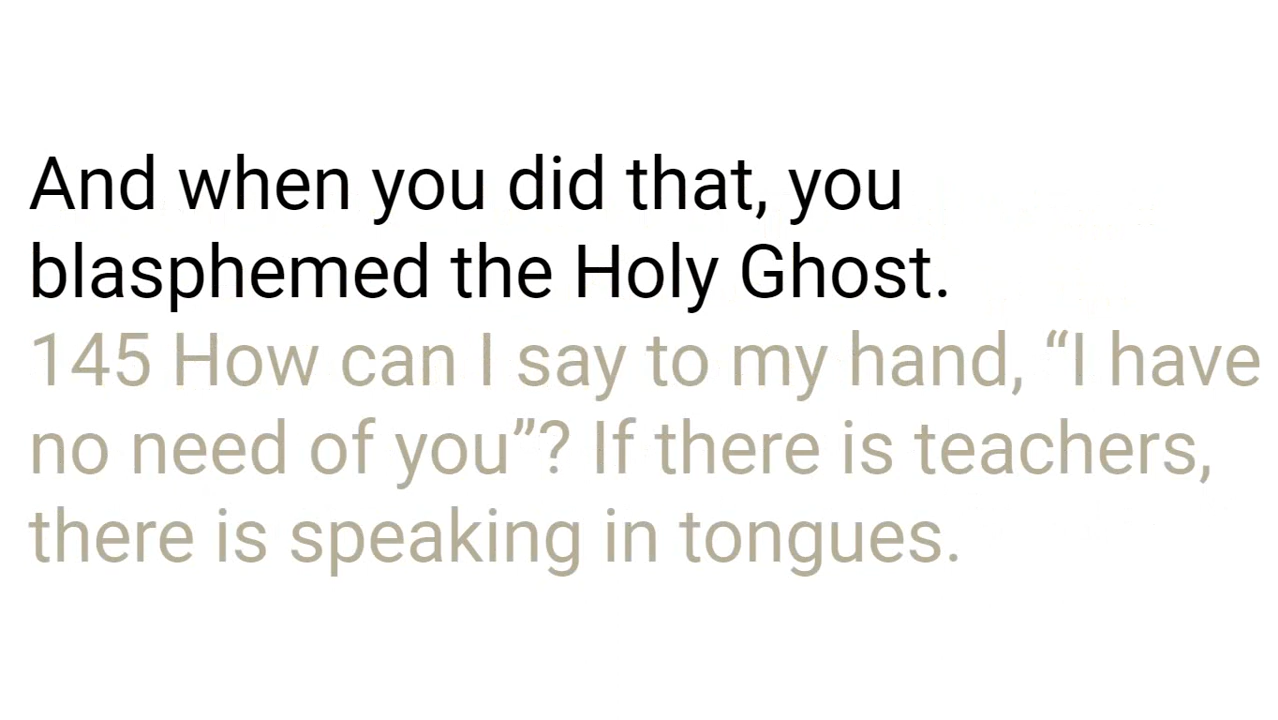 And when you did that, you
blasphemed the Holy Ghost.
145 How can I say to my hand, “I have
no need of you”? If there is teachers,
there is speaking in tongues.